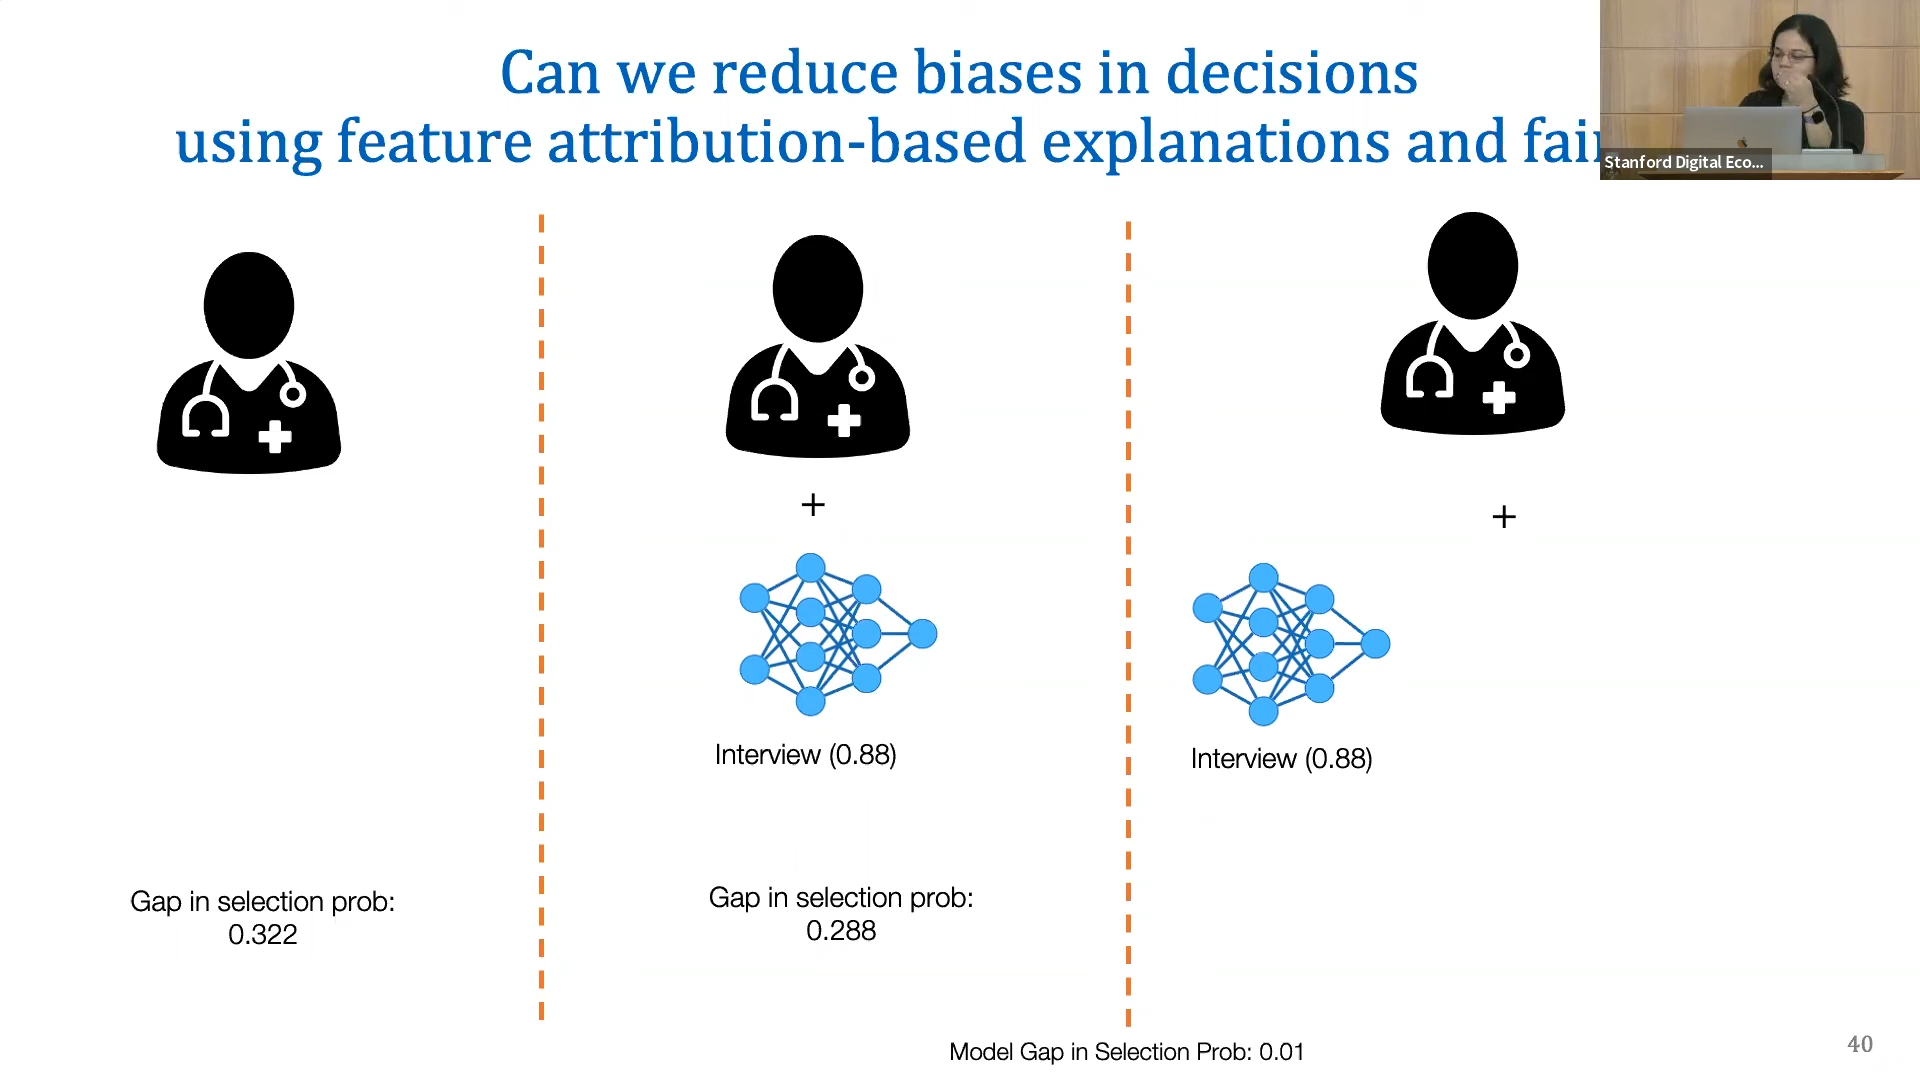 Can we reduce biases in decisions
using feature attribution-based explanations and
Stanford Digital Eco...
+
+
Interview (0.88)
Interview (0.88)
Gap in selection prob:
0.322
Gap in selection prob:
0.288
Model Gap in Selection Prob: 0.01
40